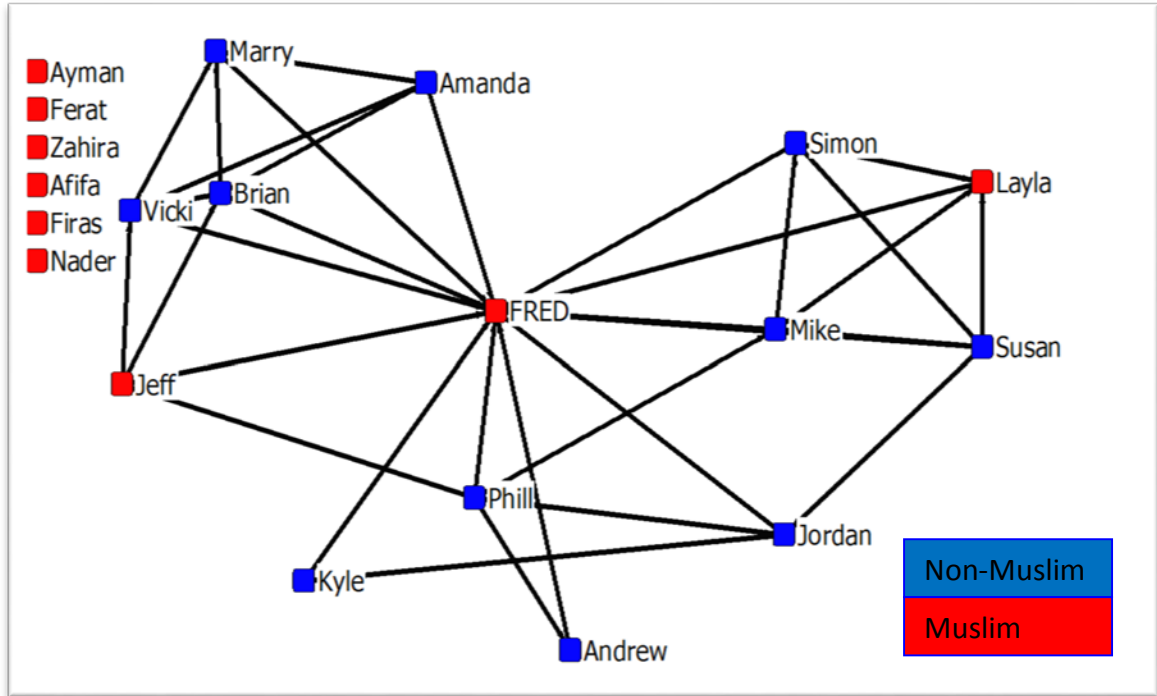 Marry
Ayman
Amanda
Ferat
Zahira
Simon
Afifa
Layla
Brian
Vicki
Firas
Nader
FRED
Mike
Susan
Jeff
Phill
Jordan
Kyle
Non-Muslim
Muslim
Andrew